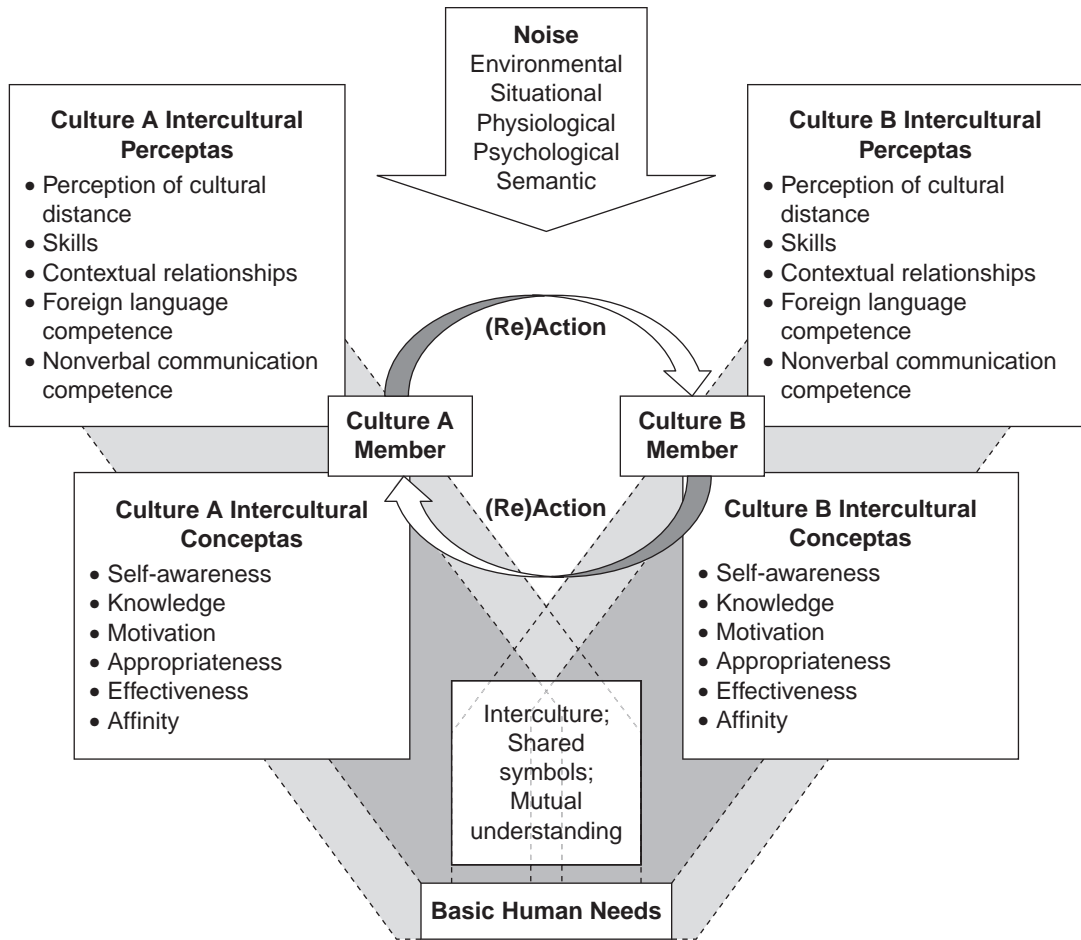 Noise
Environmental
Situational
Physiological
Psychological
Semantic
Culture A Intercultural
Perceptas
• Perception of cultural
distance
• Skills
• Contextual relationships
• Foreign language
competence
• Nonverbal communication
competence
Culture B Intercultural
Perceptas
• Perception of cultural
distance
• Skills
• Contextual relationships
• Foreign language
competence
• Nonverbal communication
competence
(Re)Action
Culture A
Member
Culture B
Member
(Re)Action
Culture A Intercultural
Conceptas
• Self-awareness
• Knowledge
• Motivation
• Appropriateness
• Effectiveness
• Affinity
Culture B Intercultural
Conceptas
• Self-awareness
• Knowledge
• Motivation
• Appropriateness
• Effectiveness
• Affinity
Interculture;
Shared
symbols;
Mutual
understanding
Basic Human Needs